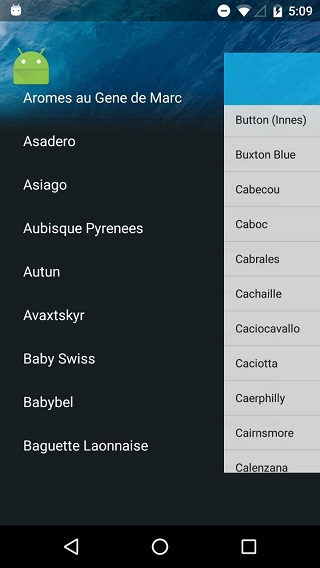 5:09
Aromes au Gene de Marc
Asadero
Asiago
Aubisque Pyrenees
Autun
Avaxtskyr
Baby Swiss
Babybel
Baguette Laonnaise
Button (Innes)
Buxton Blue
Cabecou
Caboc
Cabrales
Cachaille
Caciocavallo
Caciotta
Caerphilly
Cairnsmore
Calenzana